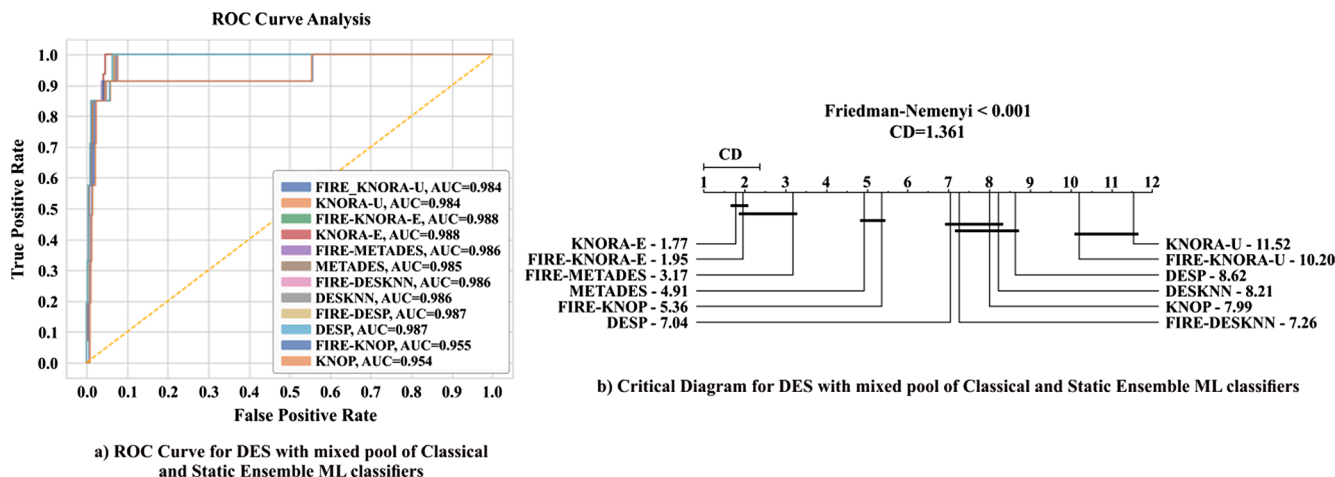 ROC Curve Analysis
1.0
0.9
0.8
0.7
0.6
0.5
0.4
0.3
0.2
0.1
0.0
True Positive Rate
FIRE_KNORA-U, AUC=0.984
KNORA-U, AUC=0.984
FIRE-KNORA-E, AUC=0.988
KNORA-E, AUC=0.988
FIRE-METADES, AUC=0.986
METADES, AUC=0.985
FIRE-DESKNN, AUC=0.986
DESKNN, AUC=0.986
FIRE-DESP, AUC=0.987
DESP, AUC=0.987
FIRE-KNOP, AUC=0.955
KNOP, AUC=0.954
0.0 0.1 0.2 0.3 0.4 0.5 0.6 0.7 0.8 0.9 1.0
False Positive Rate
a) ROC Curve for DES with mixed pool of Classical
and Static Ensemble ML classifiers
Friedman-Nemenyi < 0.001
CD=1.361
CD
1 2 3 4 5 6 7 8 9 10 11 12
KNORA-E - 1.77
FIRE-KNORA-E - 1.95
FIRE-METADES - 3.17
METADES - 4.91
FIRE-KNOP - 5.36
DESP - 7.04
KNORA-U - 11.52
FIRE-KNORA-U - 10.20
DESP - 8.62
DESKNN - 8.21
KNOP - 7.99
FIRE-DESKNN - 7.26
b) Critical Diagram for DES with mixed pool of Classical and Static Ensemble ML classifiers